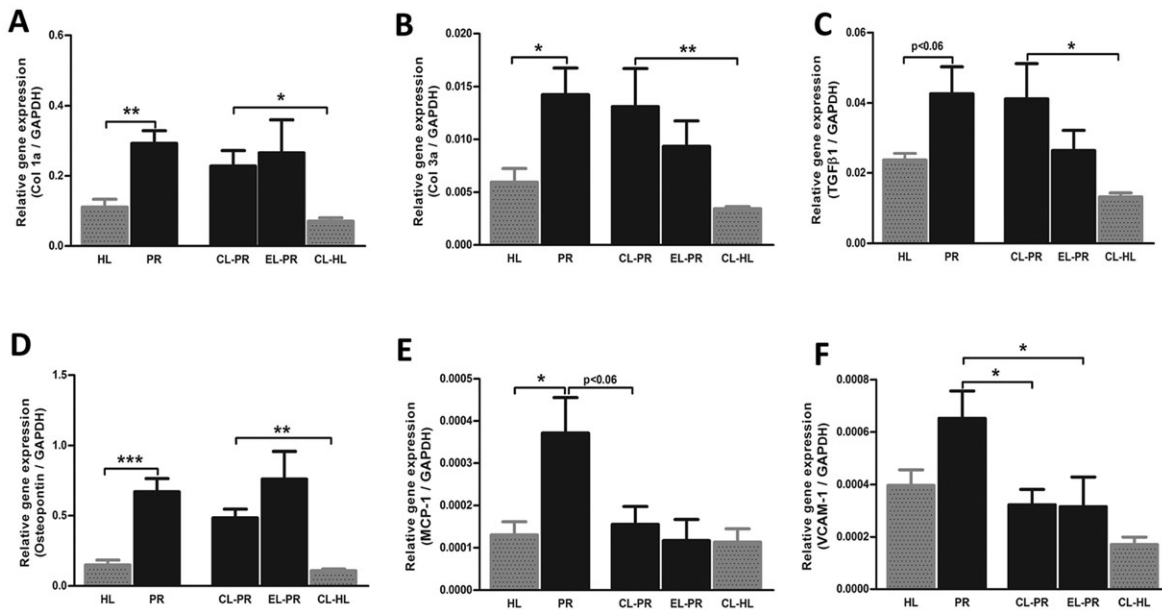 A
Relative gene expression
(Col 1a / GAPDH)
0.6
0.4
0.2
0.0
**
*
HL PR CL-PR EL-PR CL-HL
B
Relative gene expression
(Col 3a / GAPDH)
0.020
0.015
0.010
0.005
0.000
*
**
HL PR CL-PR EL-PR CL-HL
C
Relative gene expression
(TGFβ1 / GAPDH)
0.06
0.04
0.02
0.00
p<0.06
*
HL PR CL-PR EL-PR CL-HL
D
Relative gene expression
(Osteopontin / GAPDH)
1.5
1.0
0.5
0.0
***
**
HL PR CL-PR EL-PR CL-HL
E
Relative gene expression
(MCP-1 / GAPDH)
0.0005
0.0004
0.0003
0.0002
0.0001
0.0000
*
p<0.06
HL PR CL-PR EL-PR CL-HL
F
Relative gene expression
(VCAM-1 / GAPDH)
0.0008
0.0006
0.0004
0.0002
0.0000
*
*
HL PR CL-PR EL-PR CL-HL